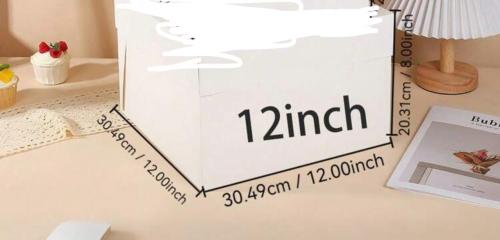 12inch
20.31cm / 8.00inch
30.49cm / 12.00inch
30.49cm / 12.00inch
Bub